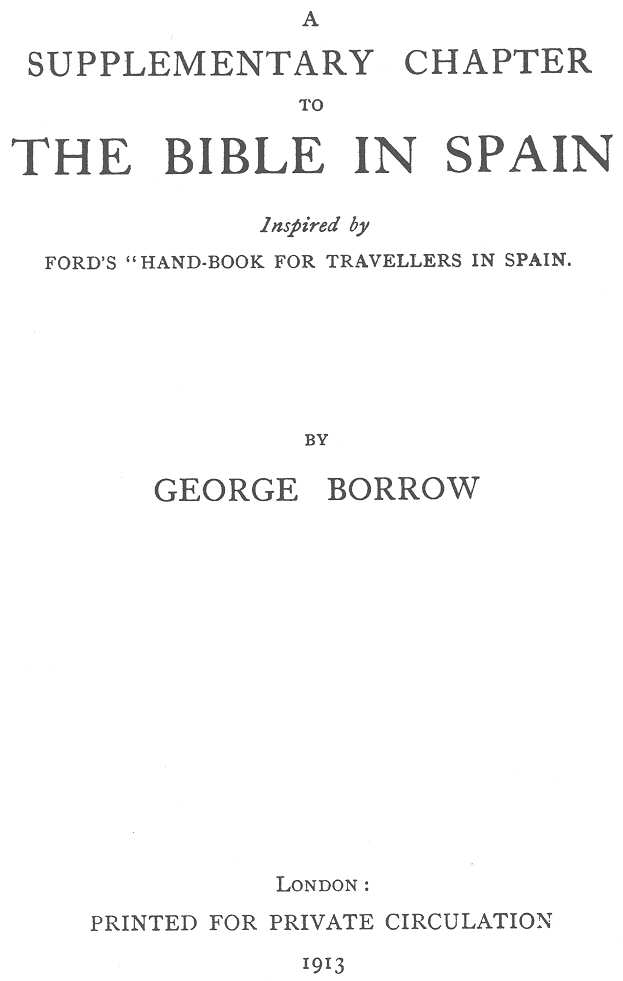 A
SUPPLEMENTARY CHAPTER
TO
THE BIBLE IN SPAIN
Inspired by
FORD'S "HAND-BOOK FOR TRAVELLERS IN SPAIN.
BY
GEORGE BORROW
LONDON:
PRINTED FOR PRIVATE CIRCULATION
1913